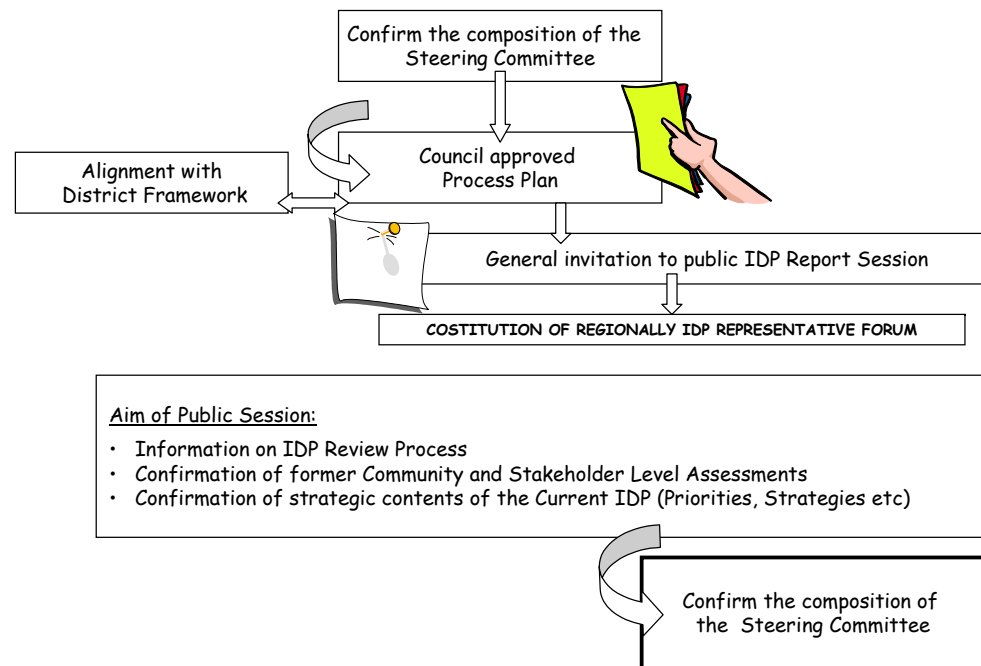 Confirm the composition of the
Steering Committee
Alignment with
District Framework
Council approved
Process Plan
General invitation to public IDP Report Session
COSTITUTION OF REGIONALLY IDP REPRESENTATIVE FORUM
Aim of Public Session:
• Information on IDP Review Process
• Confirmation of former Community and Stakeholder Level Assessments
• Confirmation of strategic contents of the Current IDP (Priorities, Strategies etc)
Confirm the composition of
the Steering Committee